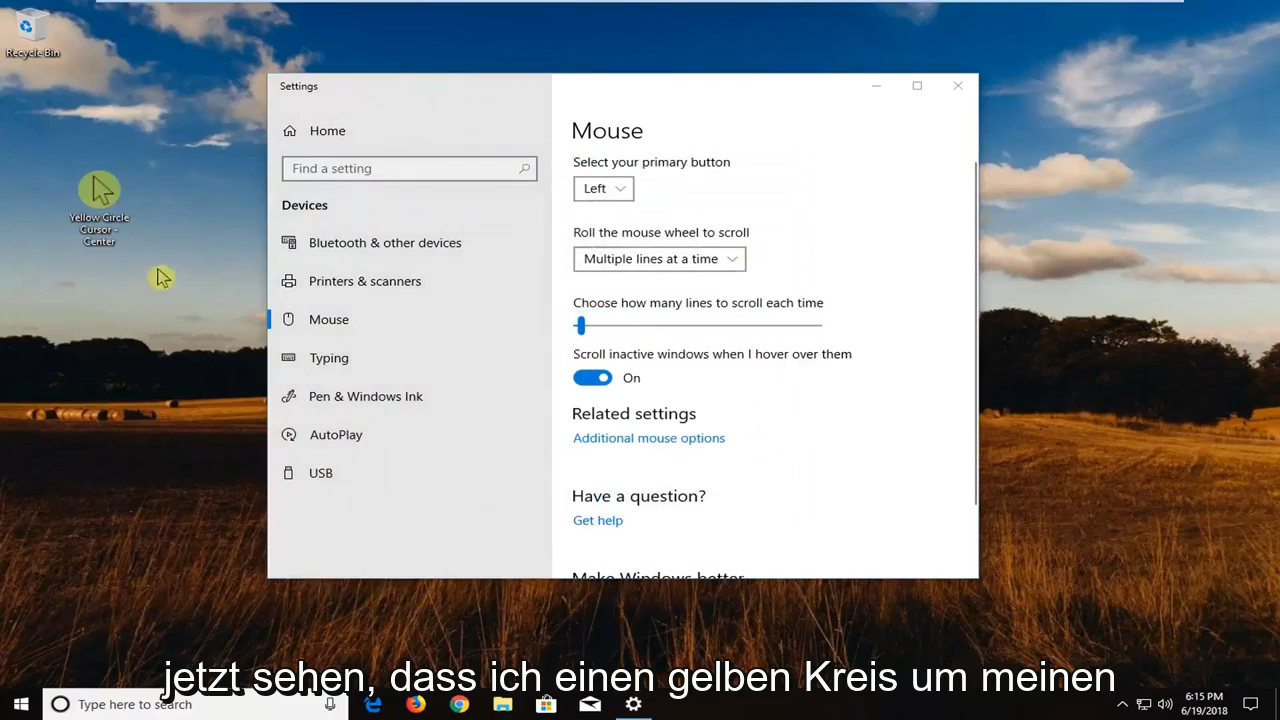 Recycle Bin
Yellow Circle
Cursor -
Center
Settings
Home
Find a setting
Devices
Bluetooth & other devices
Printers & scanners
Mouse
Typing
Pen & Windows Ink
AutoPlay
USB
Mouse
Select your primary button
Left
Roll the mouse wheel to scroll
Multiple lines at a time
Choose how many lines to scroll each time
Scroll inactive windows when I hover over them
On
Related settings
Additional mouse options
Have a question?
Get help
Make Windows better
jetzt sehen, dass ich einen gelben Kreis um meinen
Type here to search
6:15 PM
6/19/2018